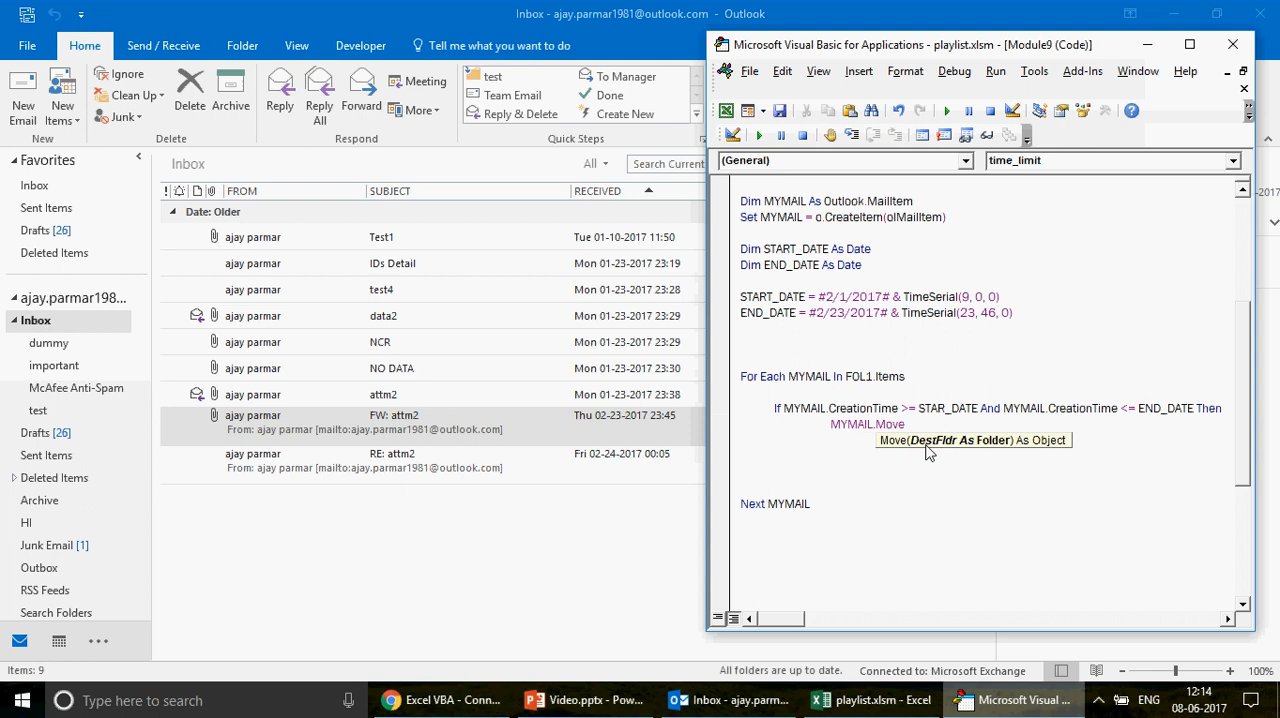 Inbox - ajay.parmar1981@outlook.com - Outlook
File
Home
Send / Receive
Folder
View
Developer
Tell me what you want to do
New Email
New Items
New
Ignore
Clean Up
Junk
Delete
Archive
Delete
Reply
Reply All
Forward
Meeting
More
Respond
test
Team Email
Reply & Delete
To Manager
Done
Create New
Quick Steps
Favorites
Inbox
Sent Items
Drafts [26]
Deleted Items
ajay.parmar198...
Inbox
dummy
important
McAfee Anti-Spam
test
Drafts [26]
Sent Items
Deleted Items
Archive
HI
Junk Email [1]
Outbox
RSS Feeds
Search Folders
Inbox
All
Search Current
FROM
SUBJECT
RECEIVED
Date: Older
ajay parmar Test1 Tue 01-10-2017 11:50
ajay parmar IDs Detail Mon 01-23-2017 23:19
ajay parmar test4 Mon 01-23-2017 23:28
ajay parmar data2 Mon 01-23-2017 23:28
ajay parmar NCR Mon 01-23-2017 23:29
ajay parmar NO DATA Mon 01-23-2017 23:30
ajay parmar attm2 Mon 01-23-2017 23:30
ajay parmar FW: attm2 Thu 02-23-2017 23:45
From: ajay parmar [mailto:ajay.parmar1981@outlook.com]
ajay parmar RE: attm2 Fri 02-24-2017 00:05
From: ajay parmar [mailto:ajay.parmar1981@outlook.com]
Microsoft Visual Basic for Applications - playlist.xlsm - [Module9 (Code)]
File Edit View Insert Format Debug Run Tools Add-Ins Window Help
(General)
time_limit
Dim MYMAIL As Outlook.MailItem
Set MYMAIL = o.CreateItem(olMailItem)
Dim START_DATE As Date
Dim END_DATE As Date
START_DATE = #2/1/2017# & TimeSerial(9, 0, 0)
END_DATE = #2/23/2017# & TimeSerial(23, 46, 0)
For Each MYMAIL In FOL1.Items
If MYMAIL.CreationTime >= STAR_DATE And MYMAIL.CreationTime <= END_DATE Then
MYMAIL.Move
Move(DestFldr As Folder) As Object
Next MYMAIL
Items: 9
All folders are up to date.
Connected to: Microsoft Exchange
100%
Type here to search
Excel VBA - Conn...
Video.pptx - Pow...
Inbox - ajay.parm...
playlist.xlsm - Excel
Microsoft Visual ...
ENG
12:14
08-06-2017